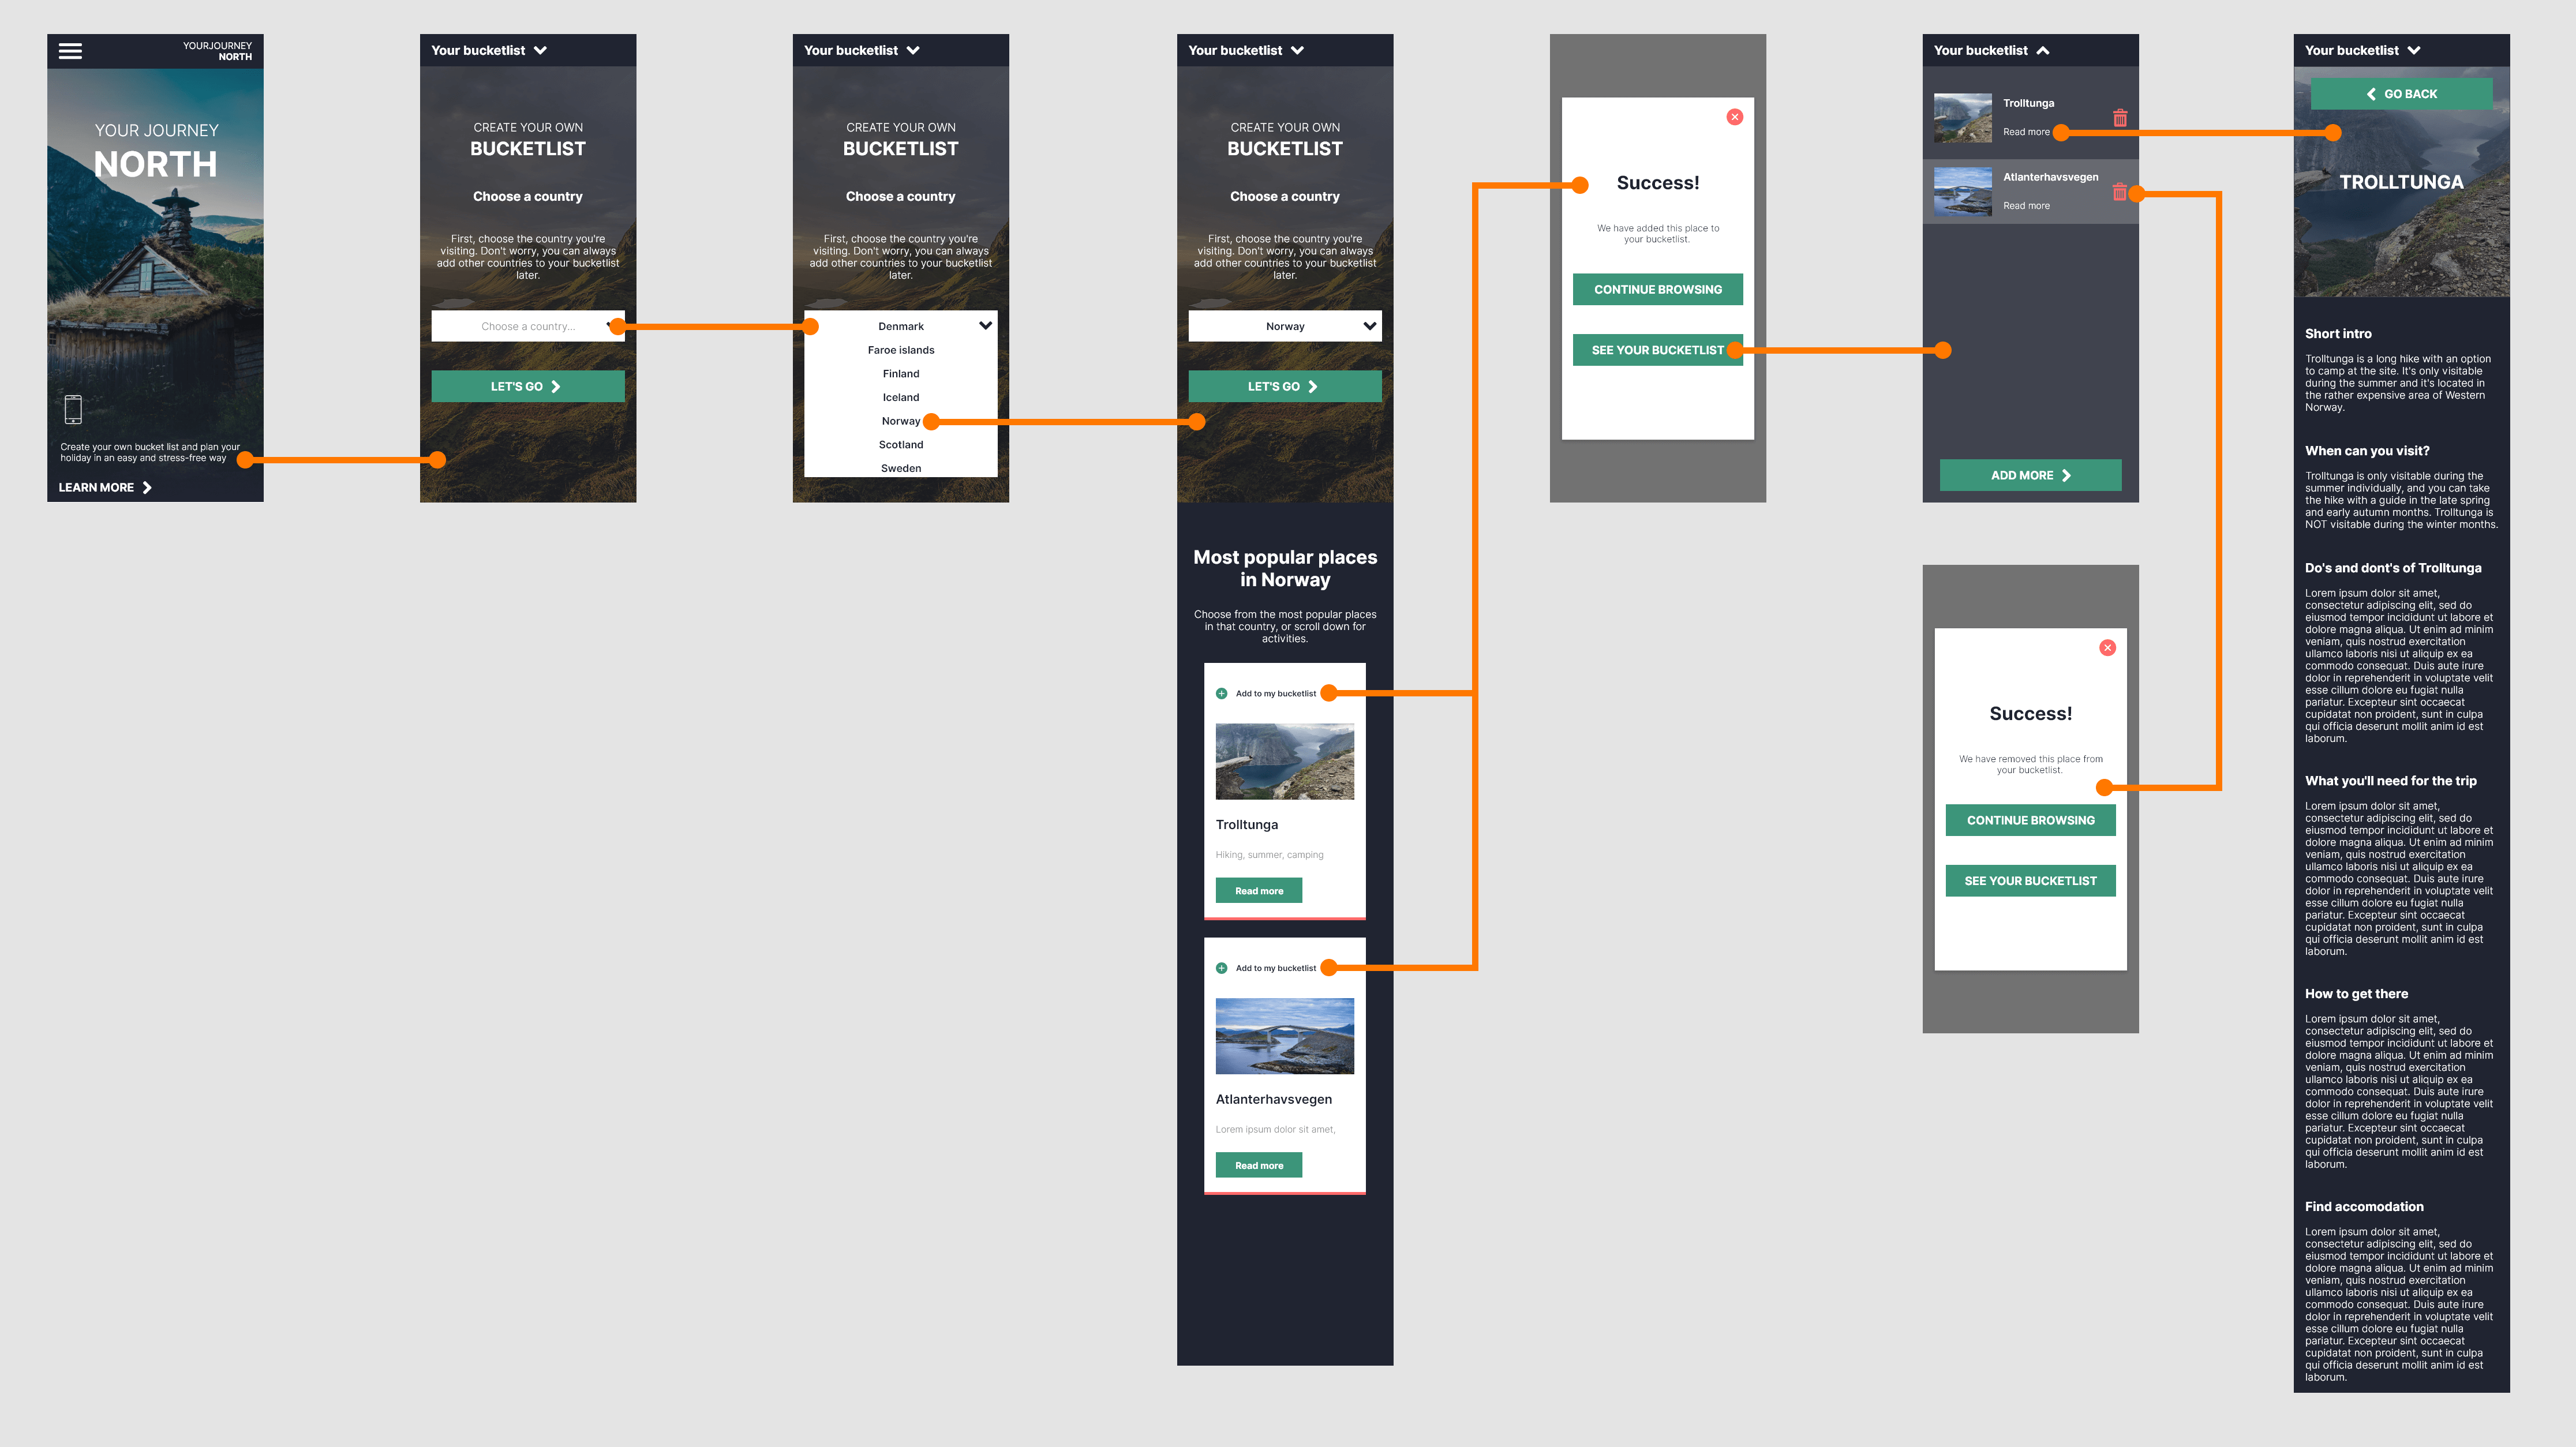 YOURJOURNEY
NORTH
YOUR JOURNEY
NORTH
Create your own bucket list and plan your
holiday in an easy and stress-free way
LEARN MORE
Your bucketlist
CREATE YOUR OWN
BUCKETLIST
Choose a country
First, choose the country you're
visiting. Don't worry, you can always
add other countries to your bucketlist
later.
Choose a country...
LET'S GO
Your bucketlist
CREATE YOUR OWN
BUCKETLIST
Choose a country
First, choose the country you're
visiting. Don't worry, you can always
add other countries to your bucketlist
later.
Denmark
Faroe islands
Finland
Iceland
Norway
Scotland
Sweden
Your bucketlist
CREATE YOUR OWN
BUCKETLIST
Choose a country
First, choose the country you're
visiting. Don't worry, you can always
add other countries to your bucketlist
later.
Norway
LET'S GO
Most popular places
in Norway
Choose from the most popular places
in that country, or scroll down for
activities.
Add to my bucketlist
Trolltunga
Hiking, summer, camping
Read more
Add to my bucketlist
Atlanterhavsvegen
Lorem ipsum dolor sit amet,
Read more
Success!
We have added this place to
your bucketlist.
CONTINUE BROWSING
SEE YOUR BUCKETLIST
Your bucketlist
Trolltunga
Read more
Atlanterhavsvegen
Read more
ADD MORE
Success!
We have removed this place from
your bucketlist.
CONTINUE BROWSING
SEE YOUR BUCKETLIST
Your bucketlist
GO BACK
TROLLTUNGA
Short intro
Trolltunga is a long hike with an option
to camp at the site. It's only visitable
during the summer and it's located in
the rather expensive area of Western
Norway.
When can you visit?
Trolltunga is only visitable during the
summer individually, and you can take
the hike with a guide in the late spring
and early autumn months. Trolltunga is
NOT visitable during the winter months.
Do's and dont's of Trolltunga
Lorem ipsum dolor sit amet,
consectetur adipiscing elit, sed do
eiusmod tempor incididunt ut labore et
dolore magna aliqua. Ut enim ad minim
veniam, quis nostrud exercitation
ullamco laboris nisi ut aliquip ex ea
commodo consequat. Duis aute irure
dolor in reprehenderit in voluptate velit
esse cillum dolore eu fugiat nulla
pariatur. Excepteur sint occaecat
cupidatat non proident, sunt in culpa
qui officia deserunt mollit anim id est
laborum.
What you'll need for the trip
Lorem ipsum dolor sit amet,
consectetur adipiscing elit, sed do
eiusmod tempor incididunt ut labore et
dolore magna aliqua. Ut enim ad minim
veniam, quis nostrud exercitation
ullamco laboris nisi ut aliquip ex ea
commodo consequat. Duis aute irure
dolor in reprehenderit in voluptate velit
esse cillum dolore eu fugiat nulla
pariatur. Excepteur sint occaecat
cupidatat non proident, sunt in culpa
qui officia deserunt mollit anim id est
laborum.
How to get there
Lorem ipsum dolor sit amet,
consectetur adipiscing elit, sed do
eiusmod tempor incididunt ut labore et
dolore magna aliqua. Ut enim ad minim
veniam, quis nostrud exercitation
ullamco laboris nisi ut aliquip ex ea
commodo consequat. Duis aute irure
dolor in reprehenderit in voluptate velit
esse cillum dolore eu fugiat nulla
pariatur. Excepteur sint occaecat
cupidatat non proident, sunt in culpa
qui officia deserunt mollit anim id est
laborum.
Find accomodation
Lorem ipsum dolor sit amet,
consectetur adipiscing elit, sed do
eiusmod tempor incididunt ut labore et
dolore magna aliqua. Ut enim ad minim
veniam, quis nostrud exercitation
ullamco laboris nisi ut aliquip ex ea
commodo consequat. Duis aute irure
dolor in reprehenderit in voluptate velit
esse cillum dolore eu fugiat nulla
pariatur. Excepteur sint occaecat
cupidatat non proident, sunt in culpa
qui officia deserunt mollit anim id est
laborum.